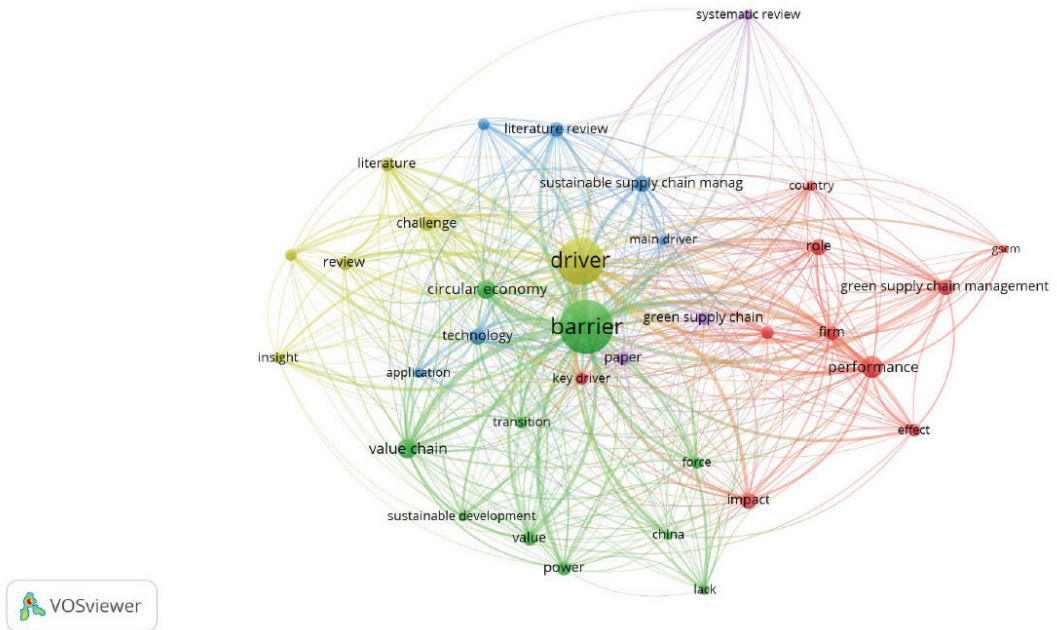 systematic review
literature review
literature
sustainable supply chain manag
country
challenge
main driver
role
gscm
driver
review
circular economy
green supply chain management
green supply chain
barrier
technology
firm
insight
paper
application
key driver
performance
transition
effect
value chain
force
impact
sustainable development
value
china
power
lack
VOSviewer